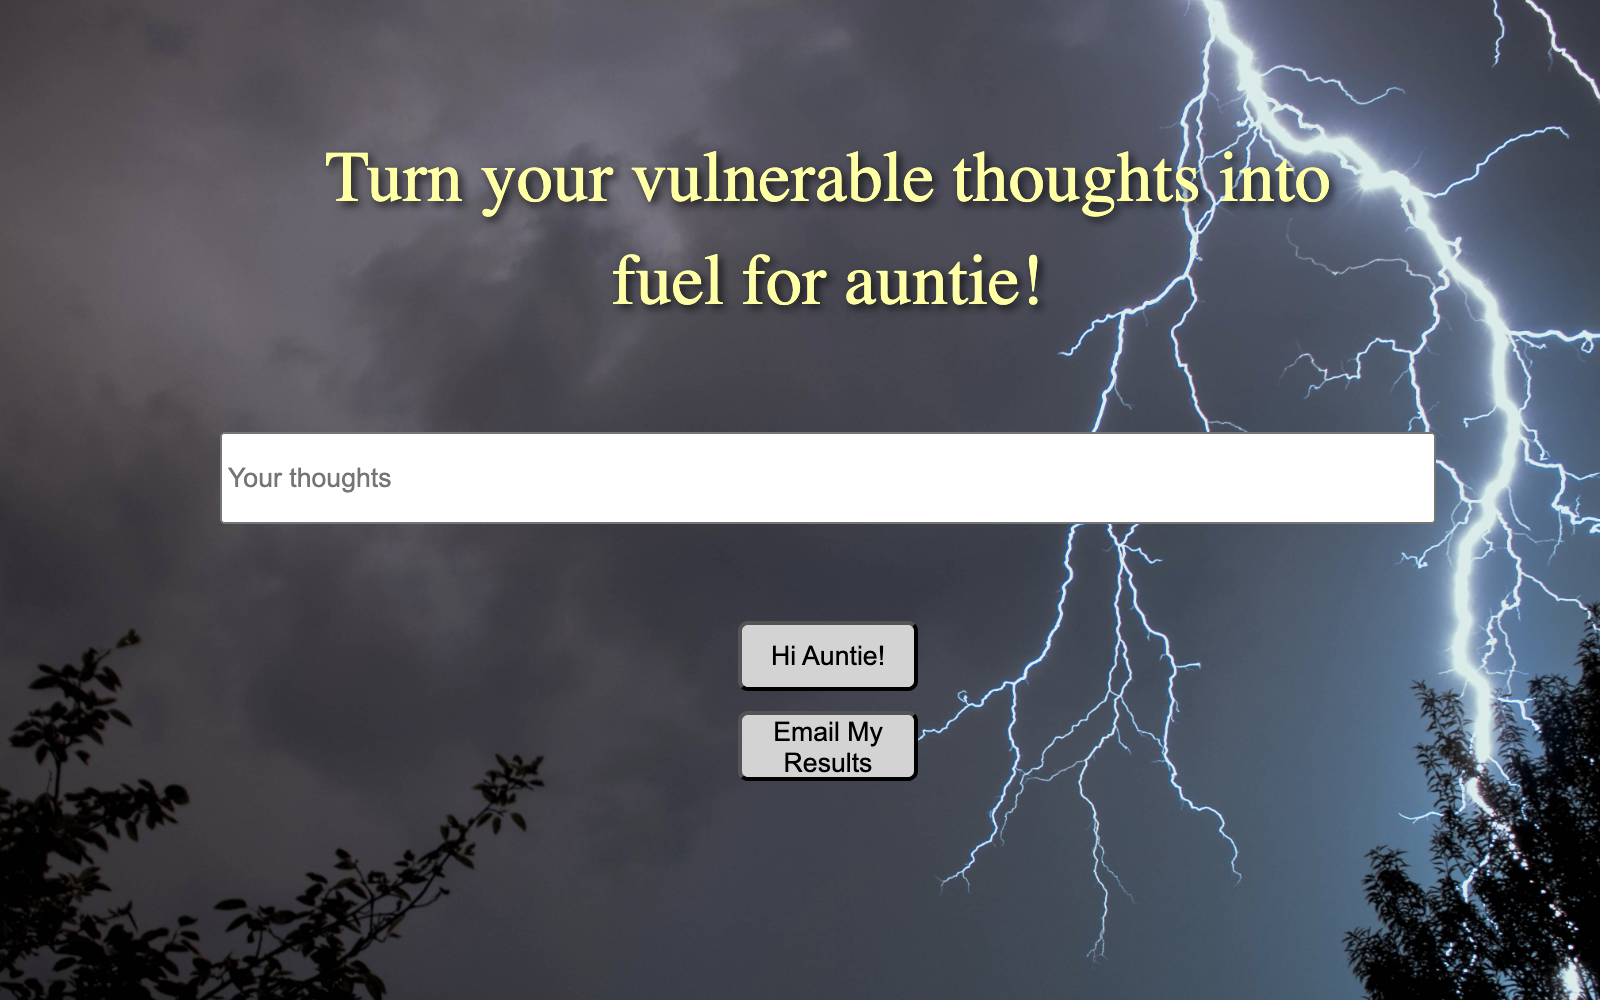 Turn your vulnerable thoughts into
fuel for auntie!
Your thoughts
Hi Auntie!
Email My
Results